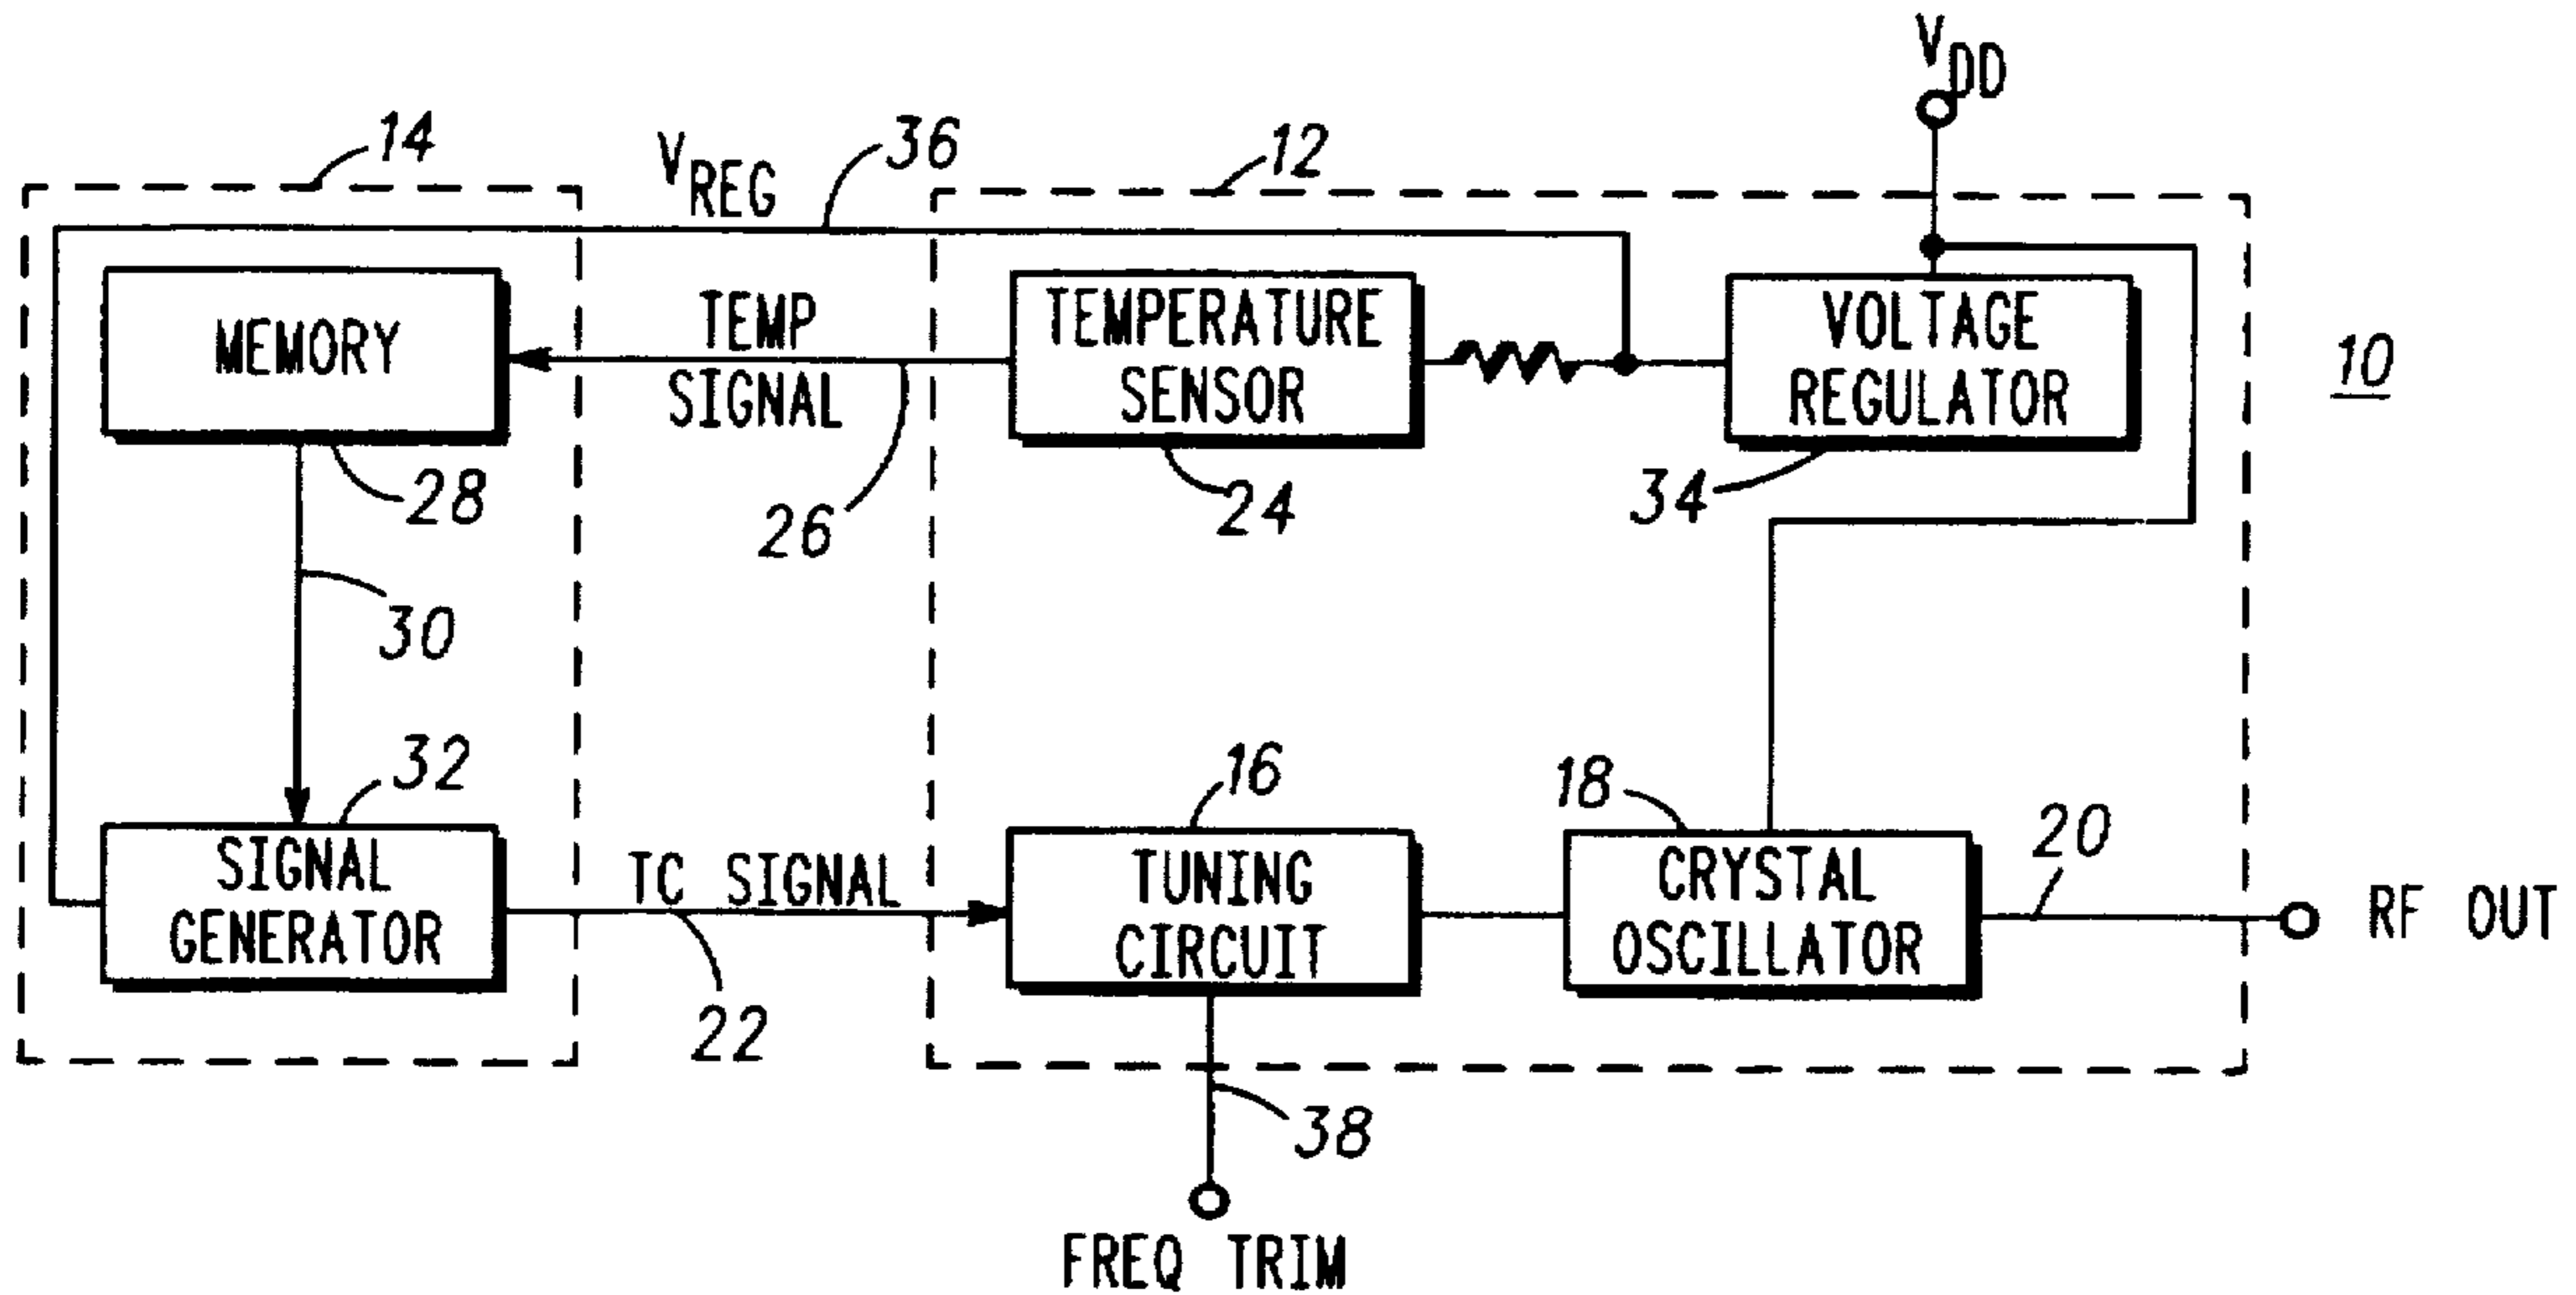 VDD
14
VREG
36
12
MEMORY
TEMP
SIGNAL
TEMPERATURE
SENSOR
VOLTAGE
REGULATOR
10
28
26
24
34
30
32
16
18
20
SIGNAL
GENERATOR
TC SIGNAL
TUNING
CIRCUIT
CRYSTAL
OSCILLATOR
RF OUT
22
38
FREQ TRIM